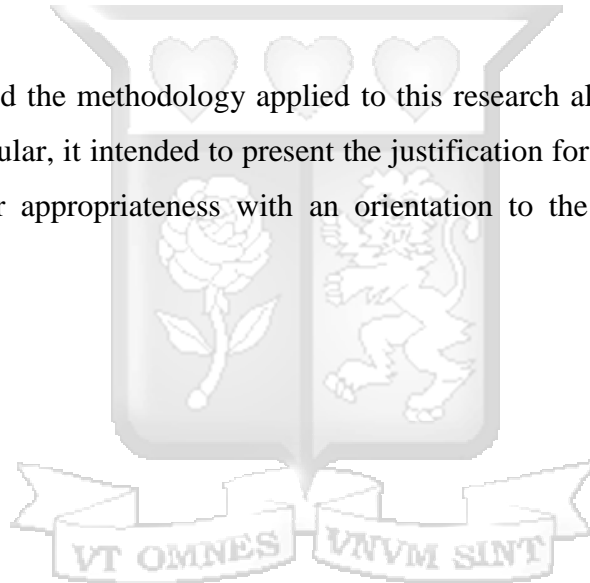 d the methodology applied to this research al
ular, it intended to present the justification for
r appropriateness with an orientation to the
VT OMNES VNVM SINT